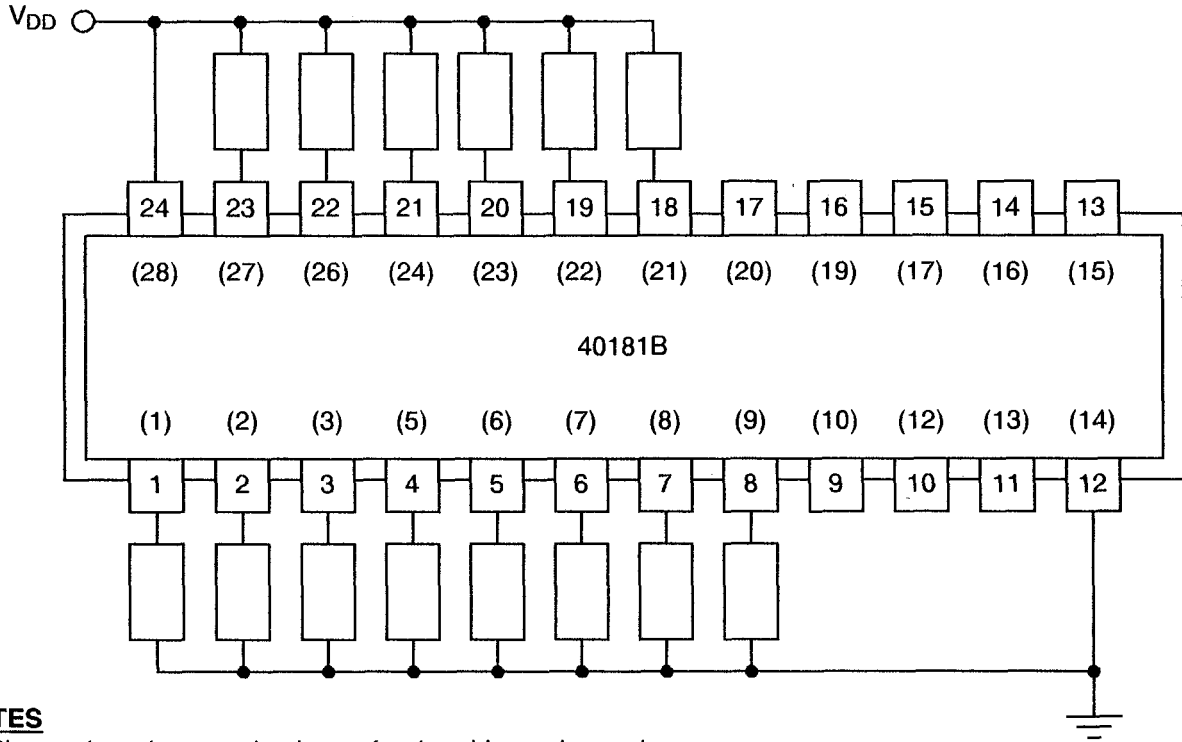 VDD
24 23 22 21 20 19 18 17 16 15 14 13
(28) (27) (26) (24) (23) (22) (21) (20) (19) (17) (16) (15)
40181B
(1) (2) (3) (5) (6) (7) (8) (9) (10) (12) (13) (14)
1 2 3 4 5 6 7 8 9 10 11 12
TES